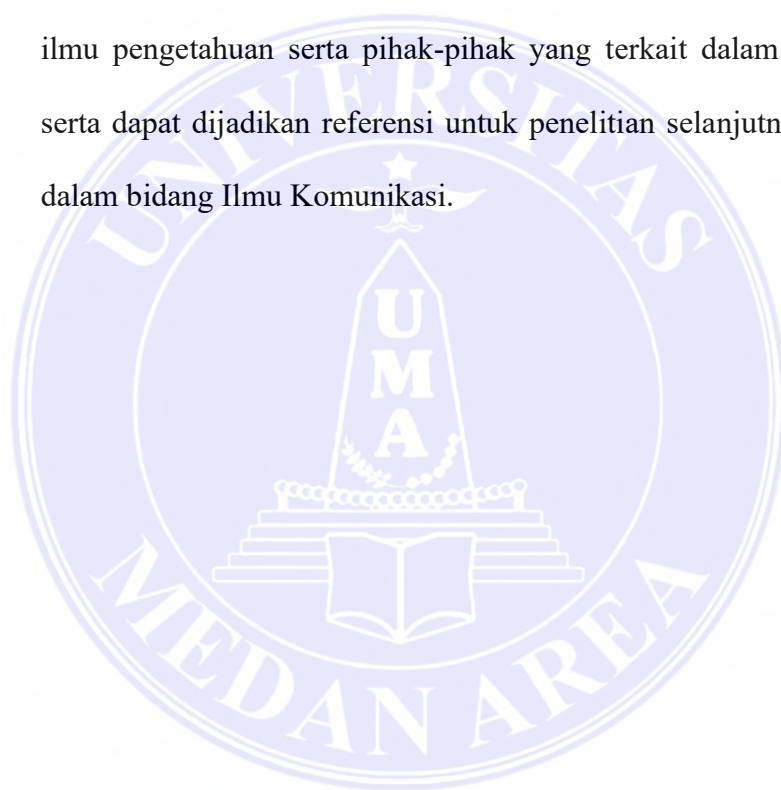 ilmu pengetahuan serta pihak-pihak yang terkait dalam
serta dapat dijadikan referensi untuk penelitian selanjutn
dalam bidang Ilmu Komunikasi.
UNIVERSITAS
UMA
MEDAN AREA